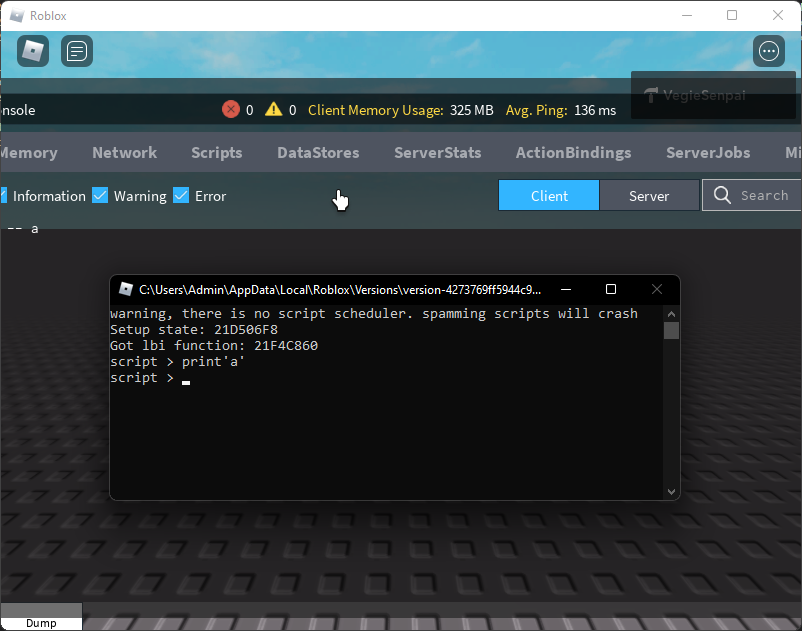 Roblox
VegieSenpai
nsole
0
0
Client Memory Usage: 325 MB
Avg. Ping: 136 ms
Memory Network Scripts DataStores ServerStats ActionBindings ServerJobs Mi
Information Warning Error
Client Server Search
-- a
C:\Users\Admin\AppData\Local\Roblox\Versions\version-4273769ff5944c9...
warning, there is no script scheduler. spamming scripts will crash
Setup state: 21D506F8
Got lbi function: 21F4C860
script > print'a'
script >
Dump